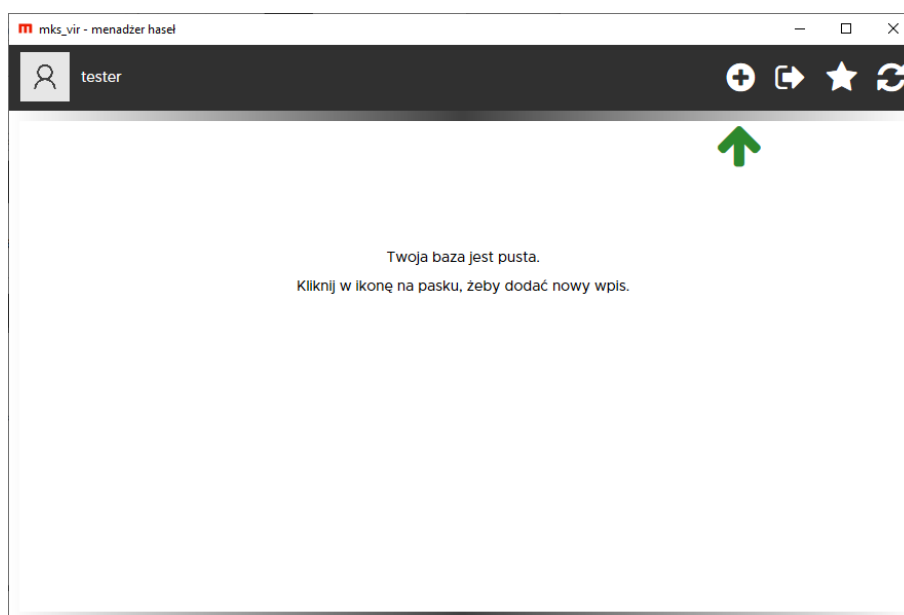 mks_vir - menadżer haseł
tester
Twoja baza jest pusta.
Kliknij w ikonę na pasku, żeby dodać nowy wpis.